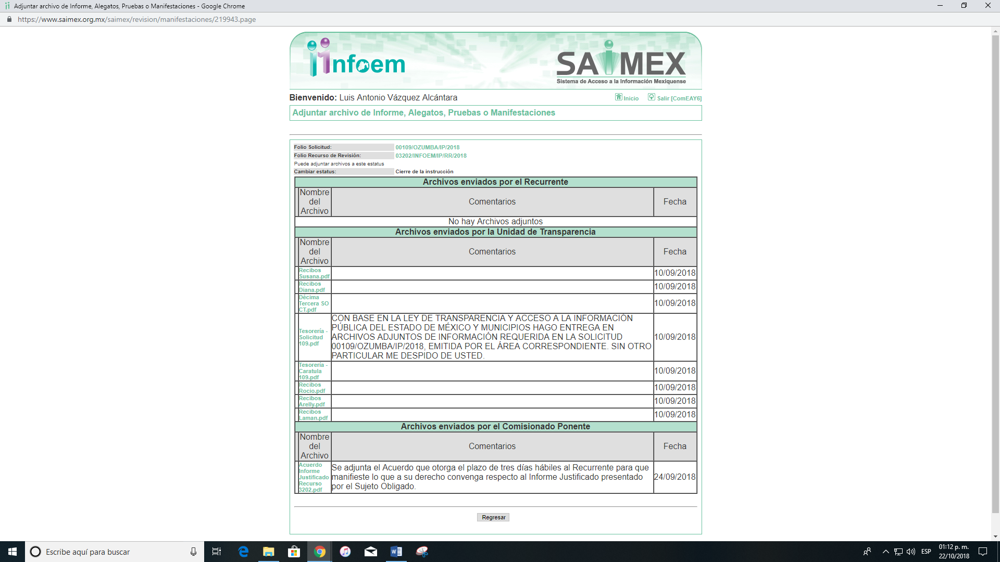 Adjuntar archivo de Informe, Alegatos, Pruebas o Manifestaciones - Google Chrome
https://www.saimex.org.mx/saimex/revision/manifestaciones/219943.page
infoem
SAIMEX
Sistema de Acceso a la Información Mexiquense
Bienvenido: Luis Antonio Vázquez Alcántara
Inicio
Salir [ComEAY6]
Adjuntar archivo de Informe, Alegatos, Pruebas o Manifestaciones
Folio Solicitud: 00109/OZUMBA/IP/2018
Folio Recurso de Revisión: 03202/INFOEM/IP/RR/2018
Puede adjuntar archivos a este estatus
Cambiar estatus: Cierre de la instrucción
Archivos enviados por el Recurrente
Nombre
del
Archivo
Comentarios
Fecha
No hay Archivos adjuntos
Archivos enviados por la Unidad de Transparencia
Nombre
del
Archivo
Comentarios
Fecha
Recibos
Susana.pdf
10/09/2018
Recibos
Diana.pdf
10/09/2018
Décima
Tercera SO
CT.pdf
10/09/2018
Tesorería -
Solicitud
109.pdf
CON BASE EN LA LEY DE TRANSPARENCIA Y ACCESO A LA INFORMACIÓN
PÚBLICA DEL ESTADO DE MÉXICO Y MUNICIPIOS HAGO ENTREGA EN
ARCHIVOS ADJUNTOS DE INFORMACIÓN REQUERIDA EN LA SOLICITUD
00109/OZUMBA/IP/2018, EMITIDA POR EL ÁREA CORRESPONDIENTE. SIN OTRO
PARTICULAR ME DESPIDO DE USTED.
10/09/2018
Tesorería -
Caratula
109.pdf
10/09/2018
Recibos
Rocio.pdf
10/09/2018
Recibos
Arelly.pdf
10/09/2018
Recibos
Laman.pdf
10/09/2018
Archivos enviados por el Comisionado Ponente
Nombre
del
Archivo
Comentarios
Fecha
Acuerdo
Informe
Justificado
Recurso
3202.pdf
Se adjunta el Acuerdo que otorga el plazo de tres días hábiles al Recurrente para que
manifieste lo que a su derecho convenga respecto al Informe Justificado presentado
por el Sujeto Obligado.
24/09/2018
Regresar
Escribe aquí para buscar
ESP
01:12 p. m.
22/10/2018